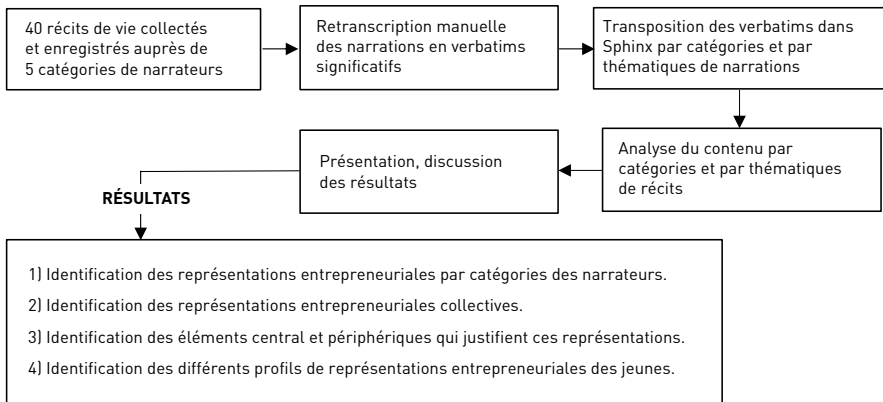 40 récits de vie collectés
et enregistrés auprès de
5 catégories de narrateurs
Retranscription manuelle
des narrations en verbatims
significatifs
Transposition des verbatims dans
Sphinx par catégories et par
thématiques de narrations
Analyse du contenu par
catégories et par thématiques
de récits
Présentation, discussion
des résultats
RÉSULTATS
1) Identification des représentations entrepreneuriales par catégories des narrateurs.
2) Identification des représentations entrepreneuriales collectives.
3) Identification des éléments central et périphériques qui justifient ces représentations.
4) Identification des différents profils de représentations entrepreneuriales des jeunes.